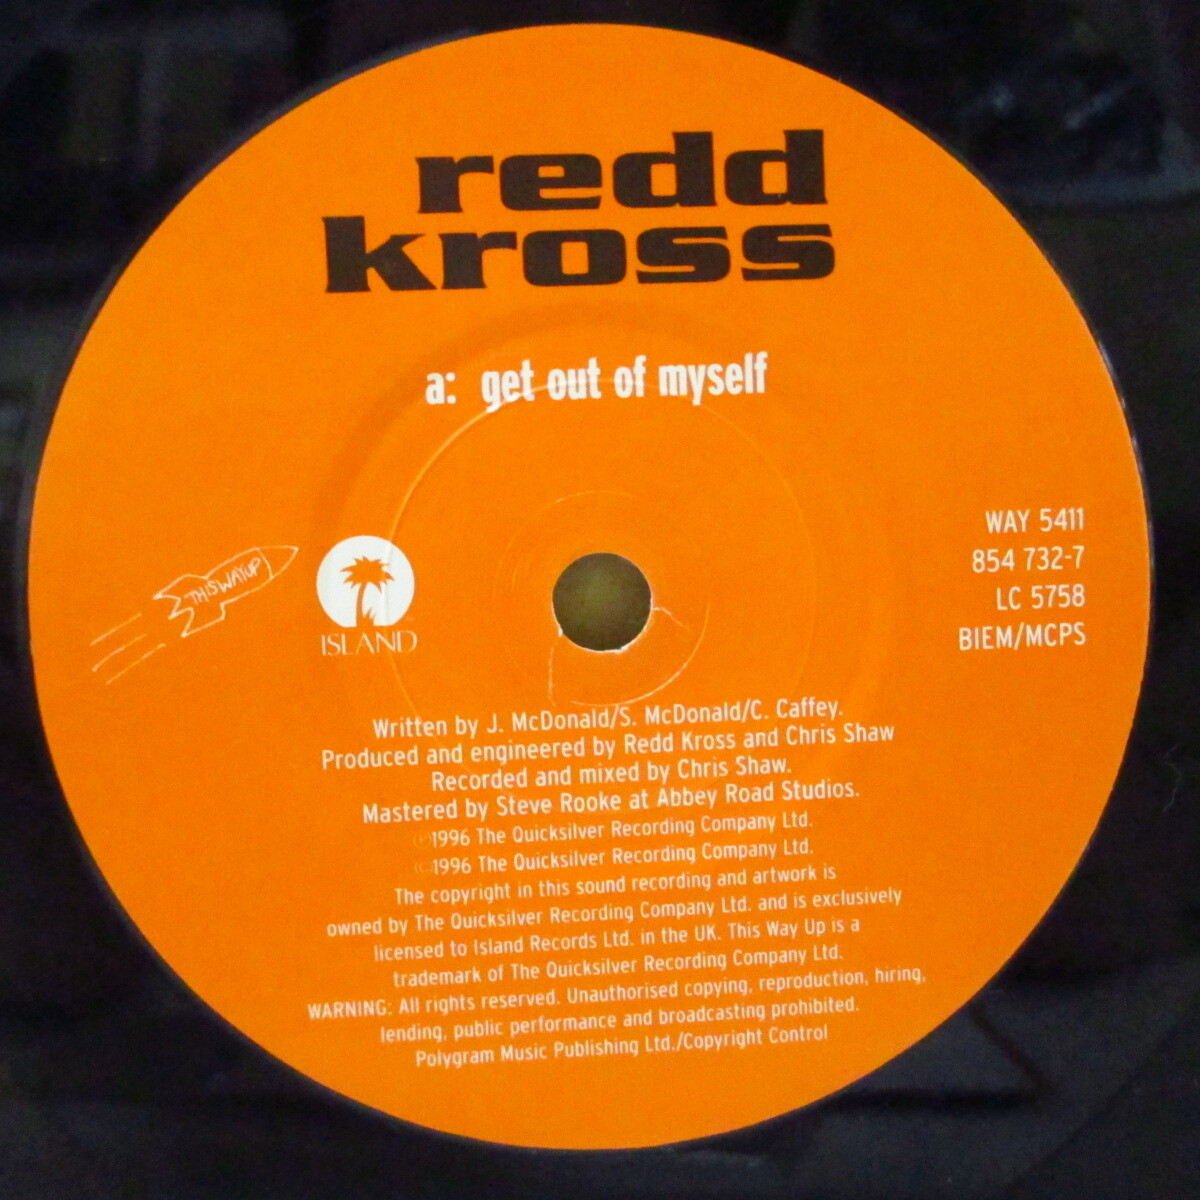 redd
kross
a: get out of myself
WAY 5411
854 732-7
LC 5758
BIEM/MCPS
THIS WAY UP
ISLAND
Written by J. McDonald/S. McDonald/C. Caffey.
Produced and engineered by Redd Kross and Chris Shaw
Recorded and mixed by Chris Shaw.
Mastered by Steve Rooke at Abbey Road Studios.
℗1996 The Quicksilver Recording Company Ltd.
©1996 The Quicksilver Recording Company Ltd.
The copyright in this sound recording and artwork is
owned by The Quicksilver Recording Company Ltd. and is exclusively
licensed to Island Records Ltd. in the UK. This Way Up is a
trademark of The Quicksilver Recording Company Ltd.
WARNING: All rights reserved. Unauthorised copying, reproduction, hiring,
lending, public performance and broadcasting prohibited.
Polygram Music Publishing Ltd./Copyright Control